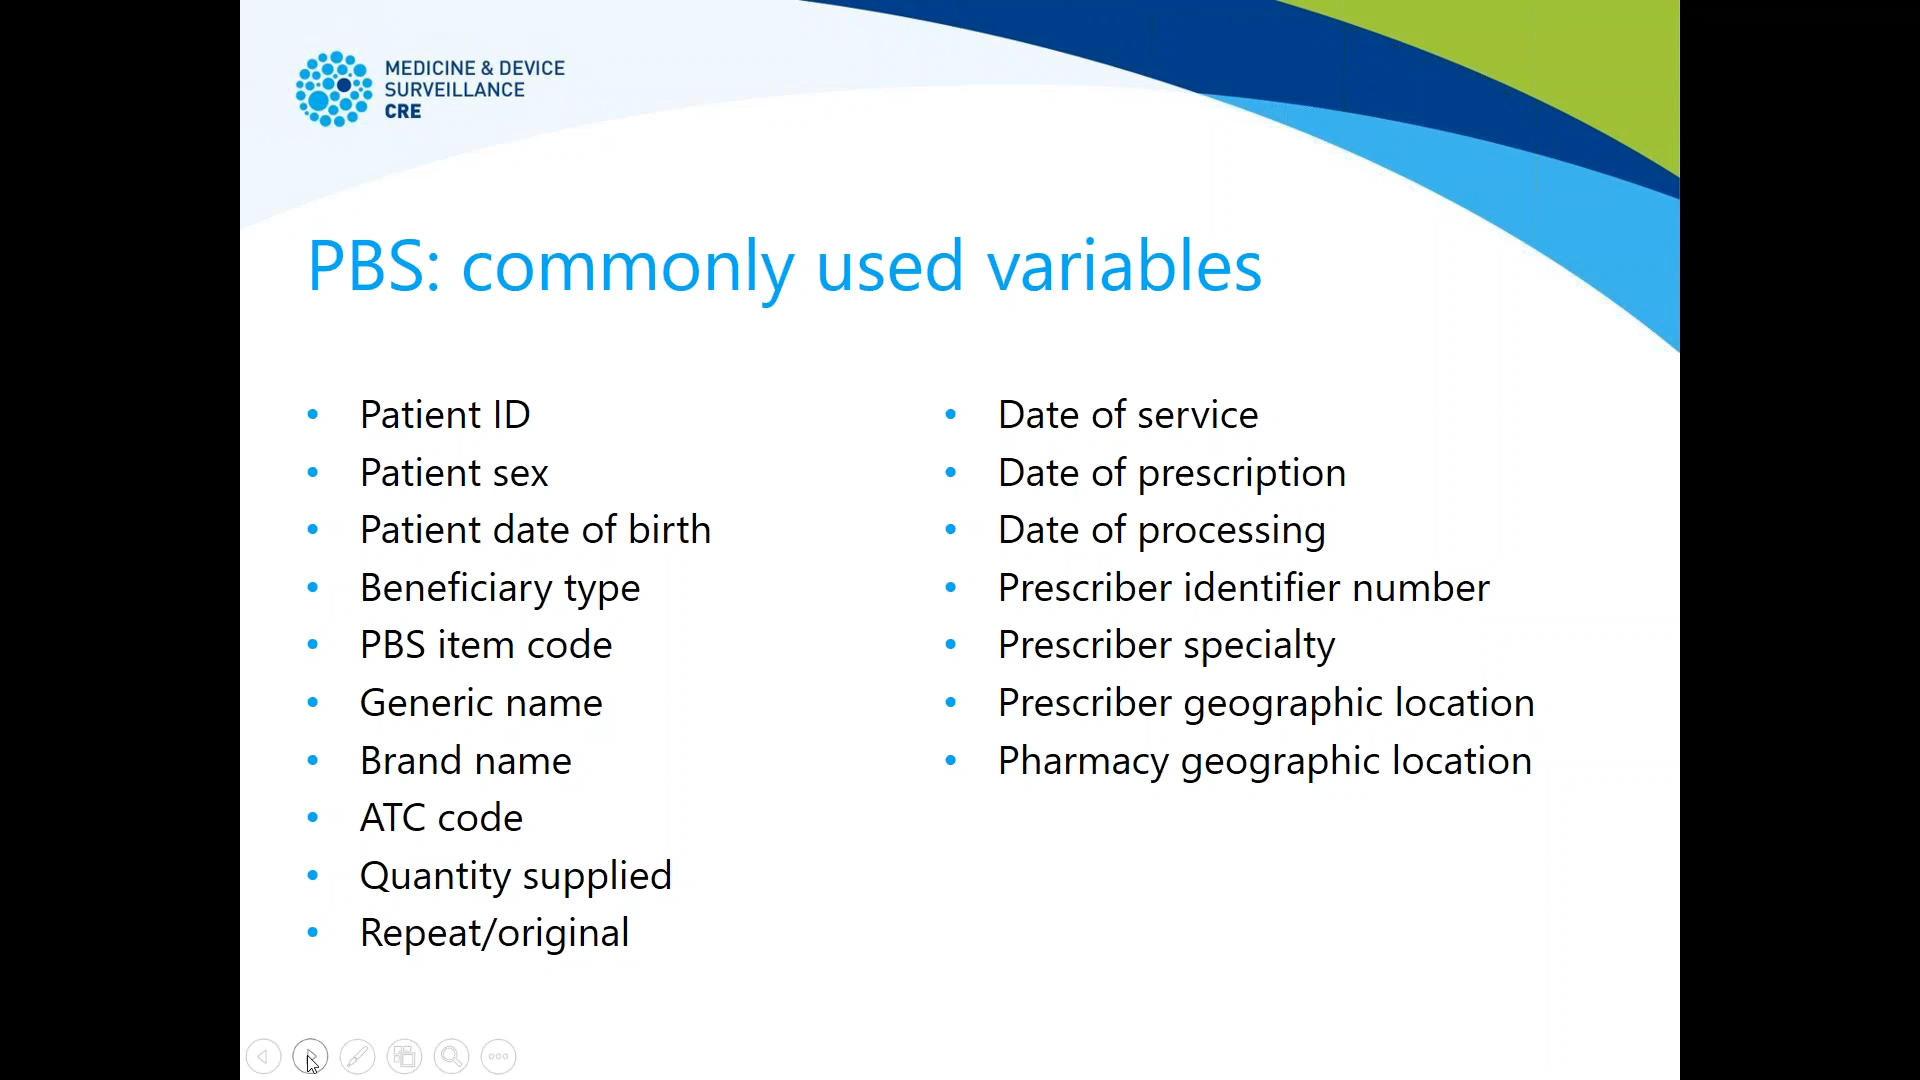 MEDICINE & DEVICE
SURVEILLANCE
CRE
PBS: commonly used variables
• Patient ID
• Patient sex
• Patient date of birth
• Beneficiary type
• PBS item code
• Generic name
• Brand name
• ATC code
• Quantity supplied
• Repeat/original
• Date of service
• Date of prescription
• Date of processing
• Prescriber identifier number
• Prescriber specialty
• Prescriber geographic location
• Pharmacy geographic location